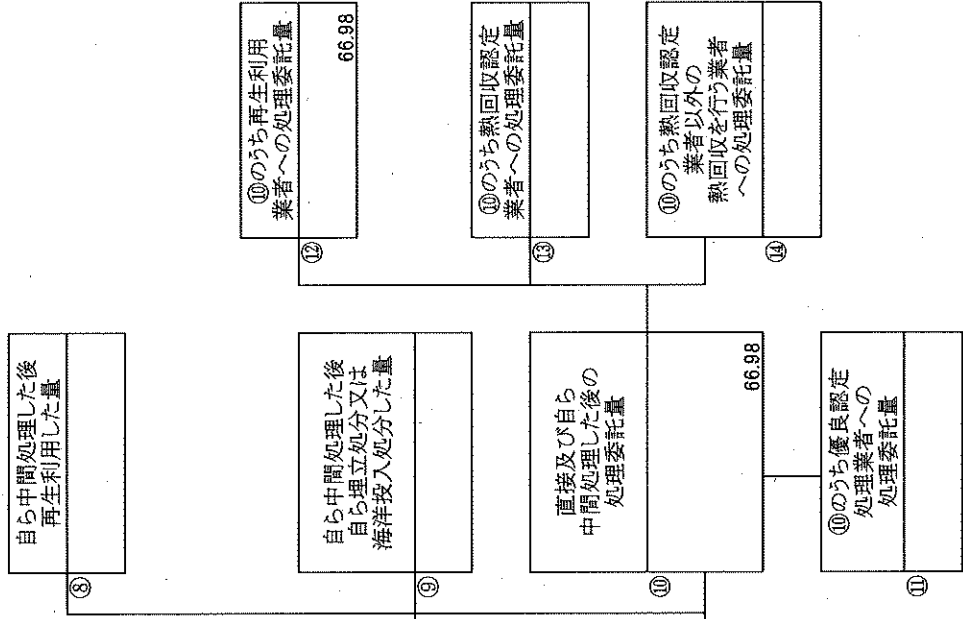 ⑧
自ら中間処理した後
再生利用した量
⑨
自ら中間処理した後
自ら埋立処分又は
海洋投入処分した量
⑩
直接及び自ら
中間処理した後の
処理委託量
66.98
⑪
⑩のうち優良認定
処理業者への
処理委託量
⑫
⑩のうち再生利用
業者への処理委託量
66.98
⑬
⑩のうち熱回収認定
業者への処理委託量
⑭
⑩のうち熱回収認定
業者以外の
熱回収を行う業者
への処理委託量